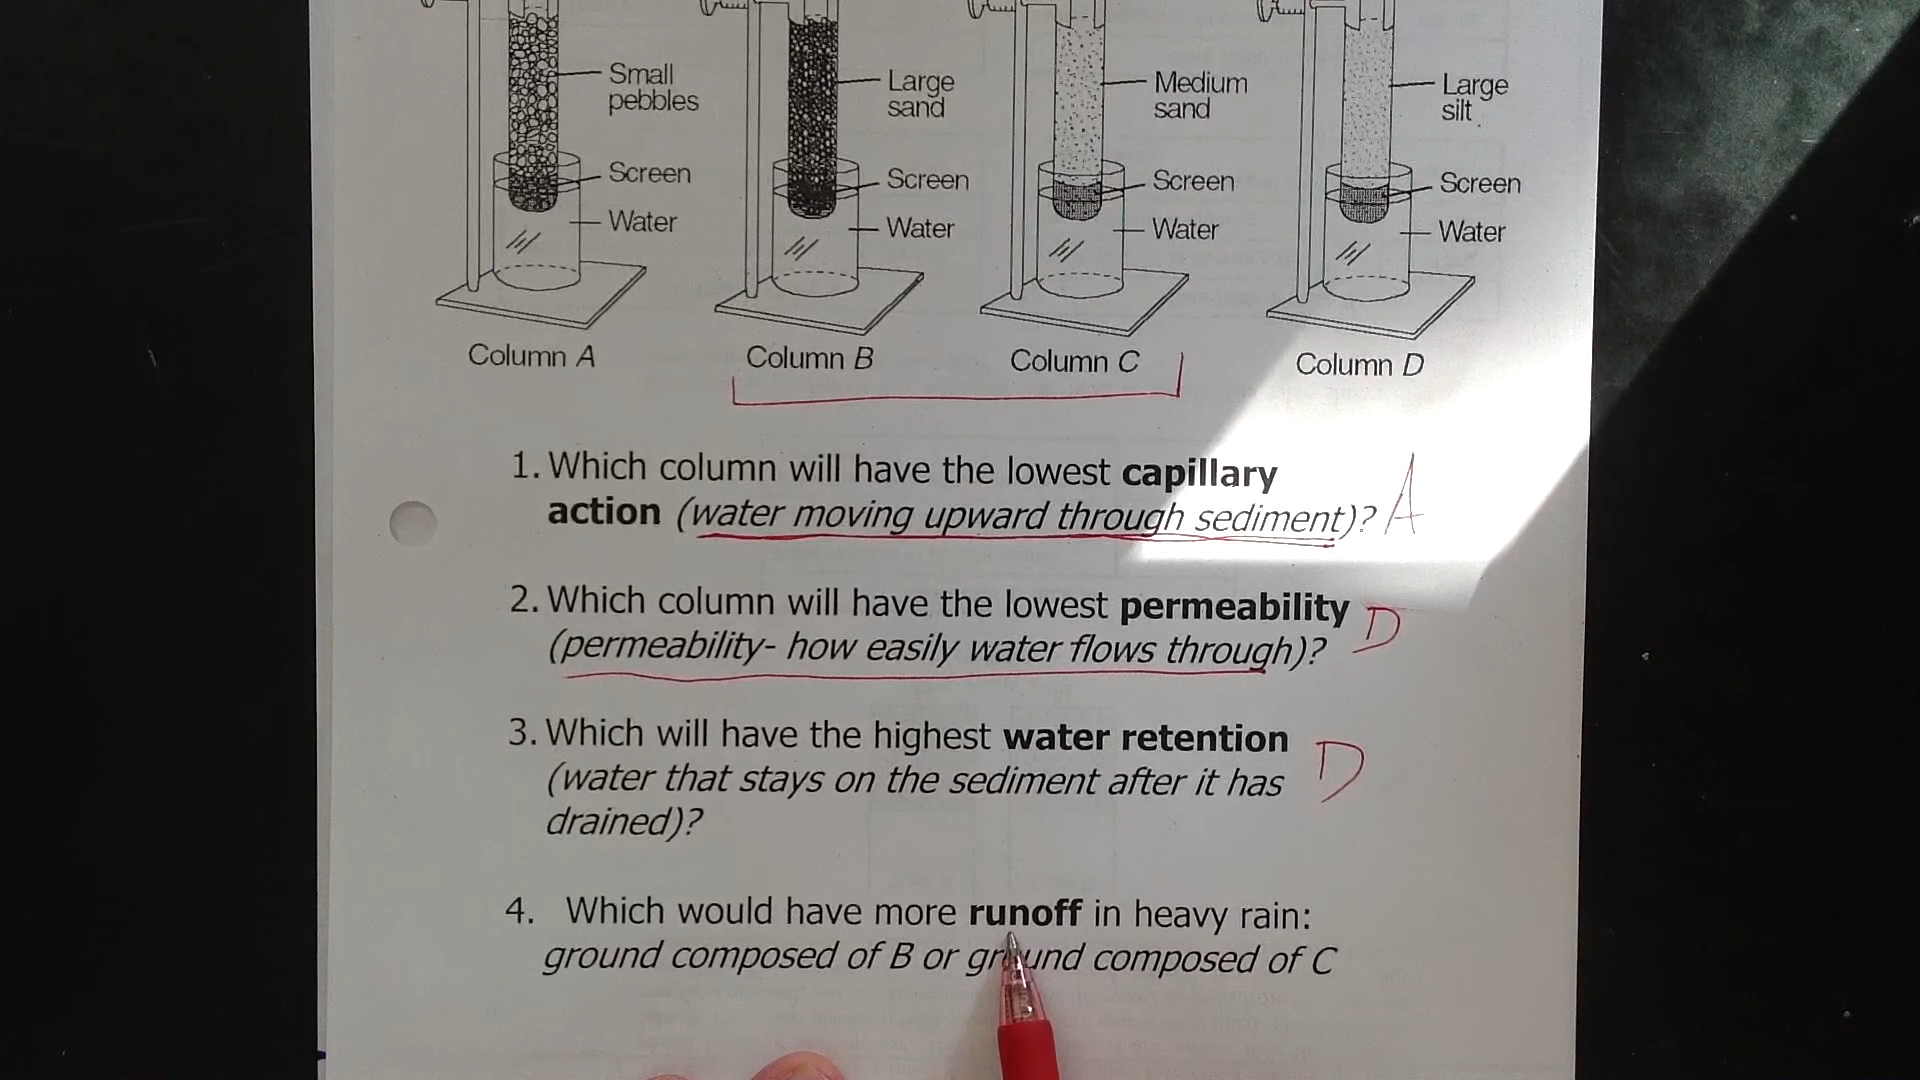 Small
pebbles
Large
sand
Medium
sand
Large
silt
Screen
Screen
Screen
Screen
Water
Water
Water
Water
Column A
Column B
Column C
Column D
1. Which column will have the lowest capillary
action (water moving upward through sediment)? A
2. Which column will have the lowest permeability
(permeability- how easily water flows through)? D
3. Which will have the highest water retention
(water that stays on the sediment after it has D
drained)?
4. Which would have more runoff in heavy rain:
ground composed of B or ground composed of C